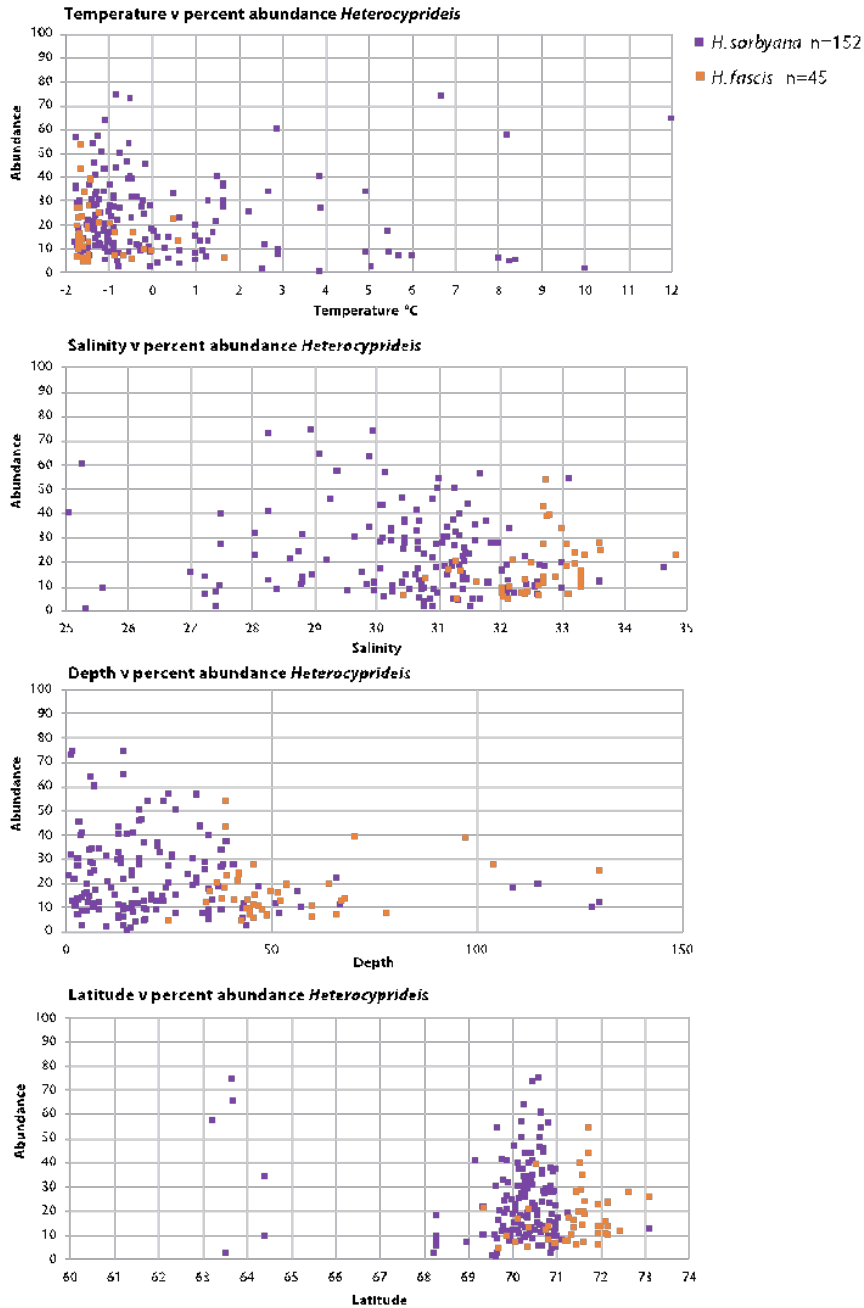 Temperature v percent abundance Heterocyprideis
H. sorbyana n=152
H. fascis n=45
100
90
80
70
60
50
40
30
20
10
0
Abundance
-2 -1 0 1 2 3 4 5 6 7 8 9 10 11 12
Temperature °C
Salinity v percent abundance Heterocyprideis
100
90
80
70
60
50
40
30
20
10
0
Abundance
25 26 27 28 29 30 31 32 33 34 35
Salinity
Depth v percent abundance Heterocyprideis
100
90
80
70
60
50
40
30
20
10
0
Abundance
0 50 100 150
Depth
Latitude v percent abundance Heterocyprideis
100
90
80
70
60
50
40
30
20
10
0
Abundance
60 61 62 63 64 65 66 67 68 69 70 71 72 73 74
Latitude